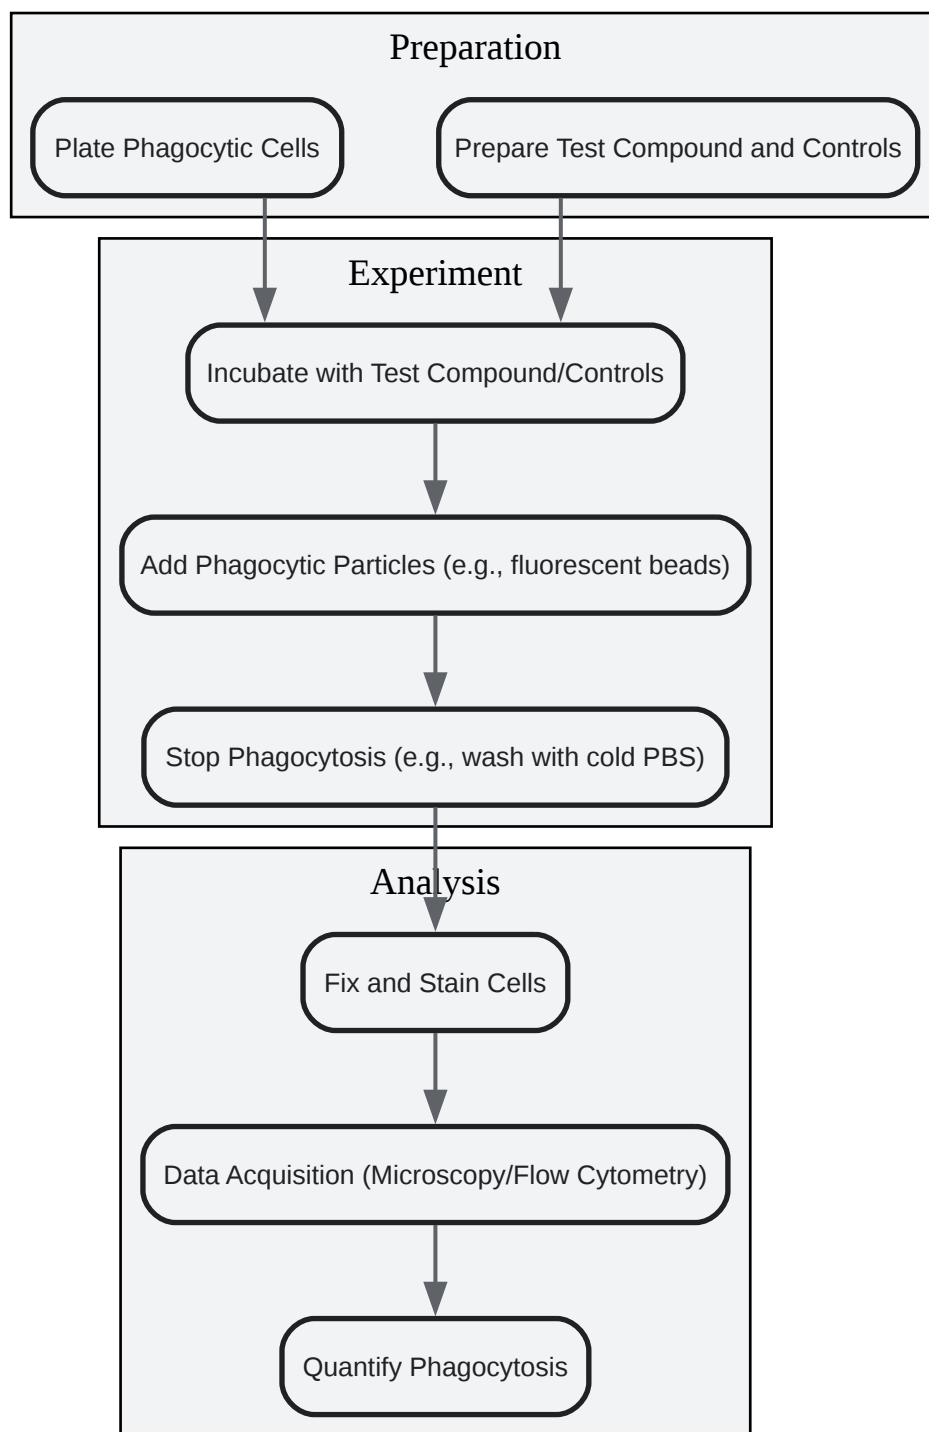 Preparation
Plate Phagocytic Cells
Prepare Test Compound and Controls
Experiment
Incubate with Test Compound/Controls
Add Phagocytic Particles (e.g., fluorescent beads)
Stop Phagocytosis (e.g., wash with cold PBS)
Analysis
Fix and Stain Cells
Data Acquisition (Microscopy/Flow Cytometry)
Quantify Phagocytosis